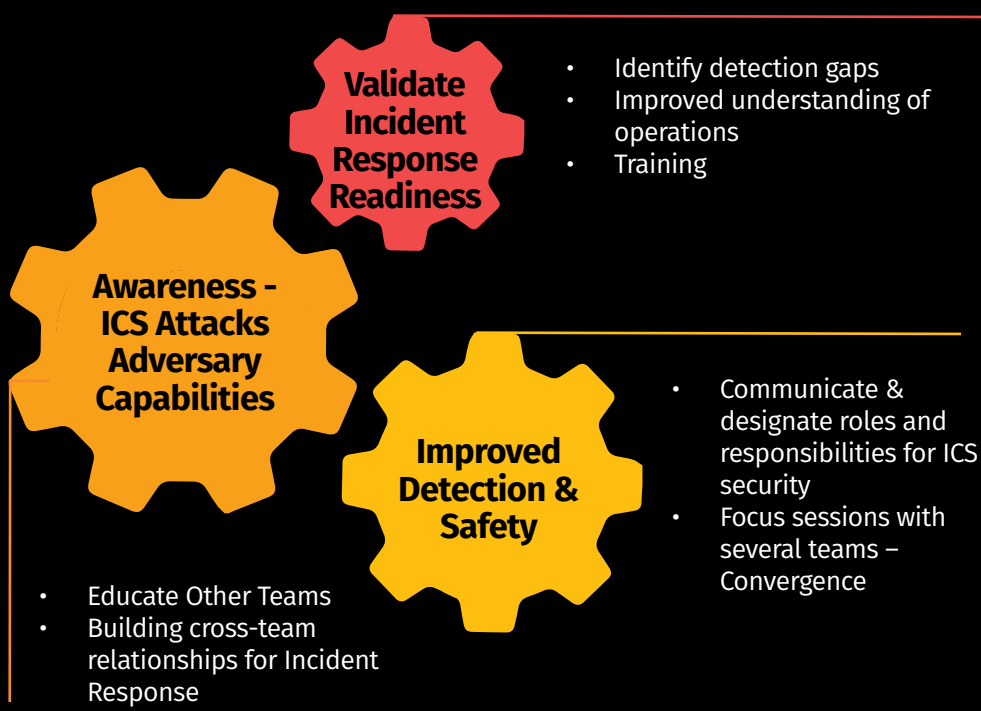 Validate
Incident
Response
Readiness
• Identify detection gaps
• Improved understanding of
operations
• Training
Awareness -
ICS Attacks
Adversary
Capabilities
• Educate Other Teams
• Building cross-team
relationships for Incident
Response
Improved
Detection &
Safety
• Communicate &
designate roles and
responsibilities for ICS
security
• Focus sessions with
several teams –
Convergence